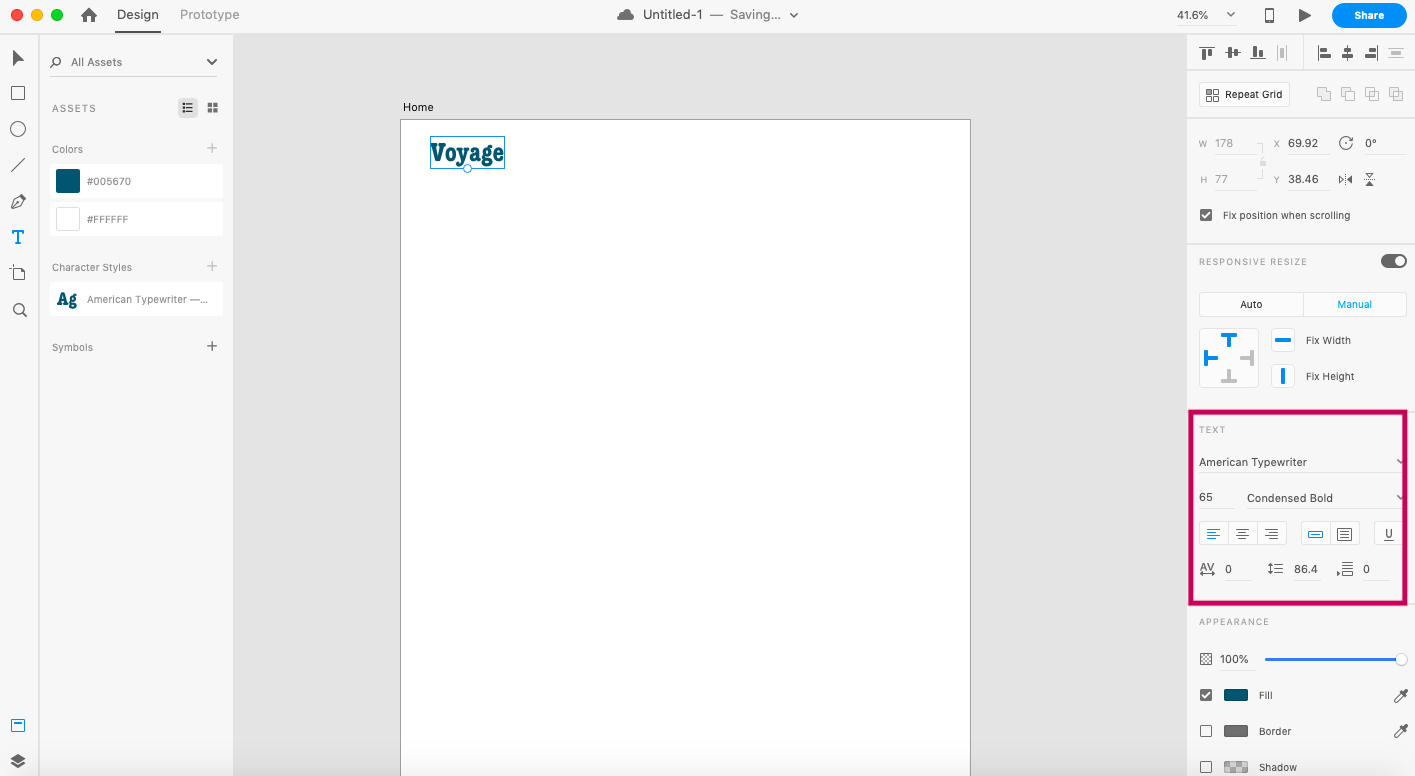 Design Prototype Untitled-1 — Saving... 41.6% Share
All Assets
ASSETS
Colors
#005670
#FFFFFF
Character Styles
Ag American Typewriter —...
Symbols
Home
Voyage
Repeat Grid
W 178 X 69.92 0°
H 77 Y 38.46
Fix position when scrolling
RESPONSIVE RESIZE
Auto Manual
Fix Width
Fix Height
TEXT
American Typewriter
65 Condensed Bold
U
AV 0 86.4 0
APPEARANCE
100%
Fill
Border
Shadow